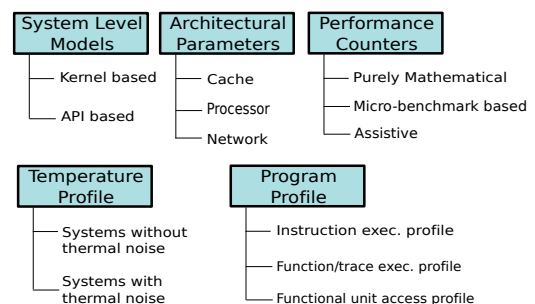 System Level
Models
Kernel based
API based
Architectural
Parameters
Cache
Processor
Network
Performance
Counters
Purely Mathematical
Micro-benchmark based
Assistive
Temperature
Profile
Systems without
thermal noise
Systems with
thermal noise
Program
Profile
Instruction exec. profile
Function/trace exec. profile
Functional unit access profile